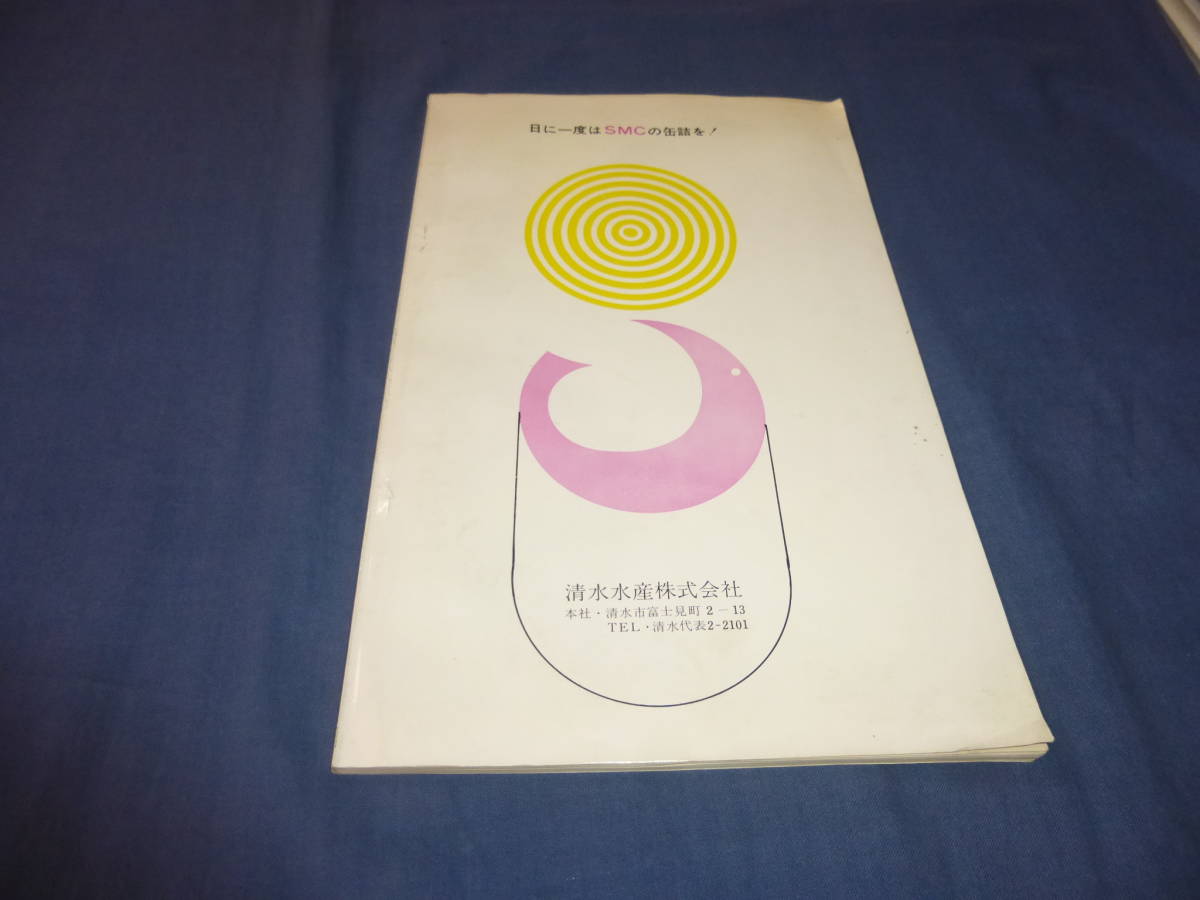 日に一度はSMCの缶詰を!
清水水産株式会社
本社・清水市富士見町2-13
TEL・清水代表2-2101